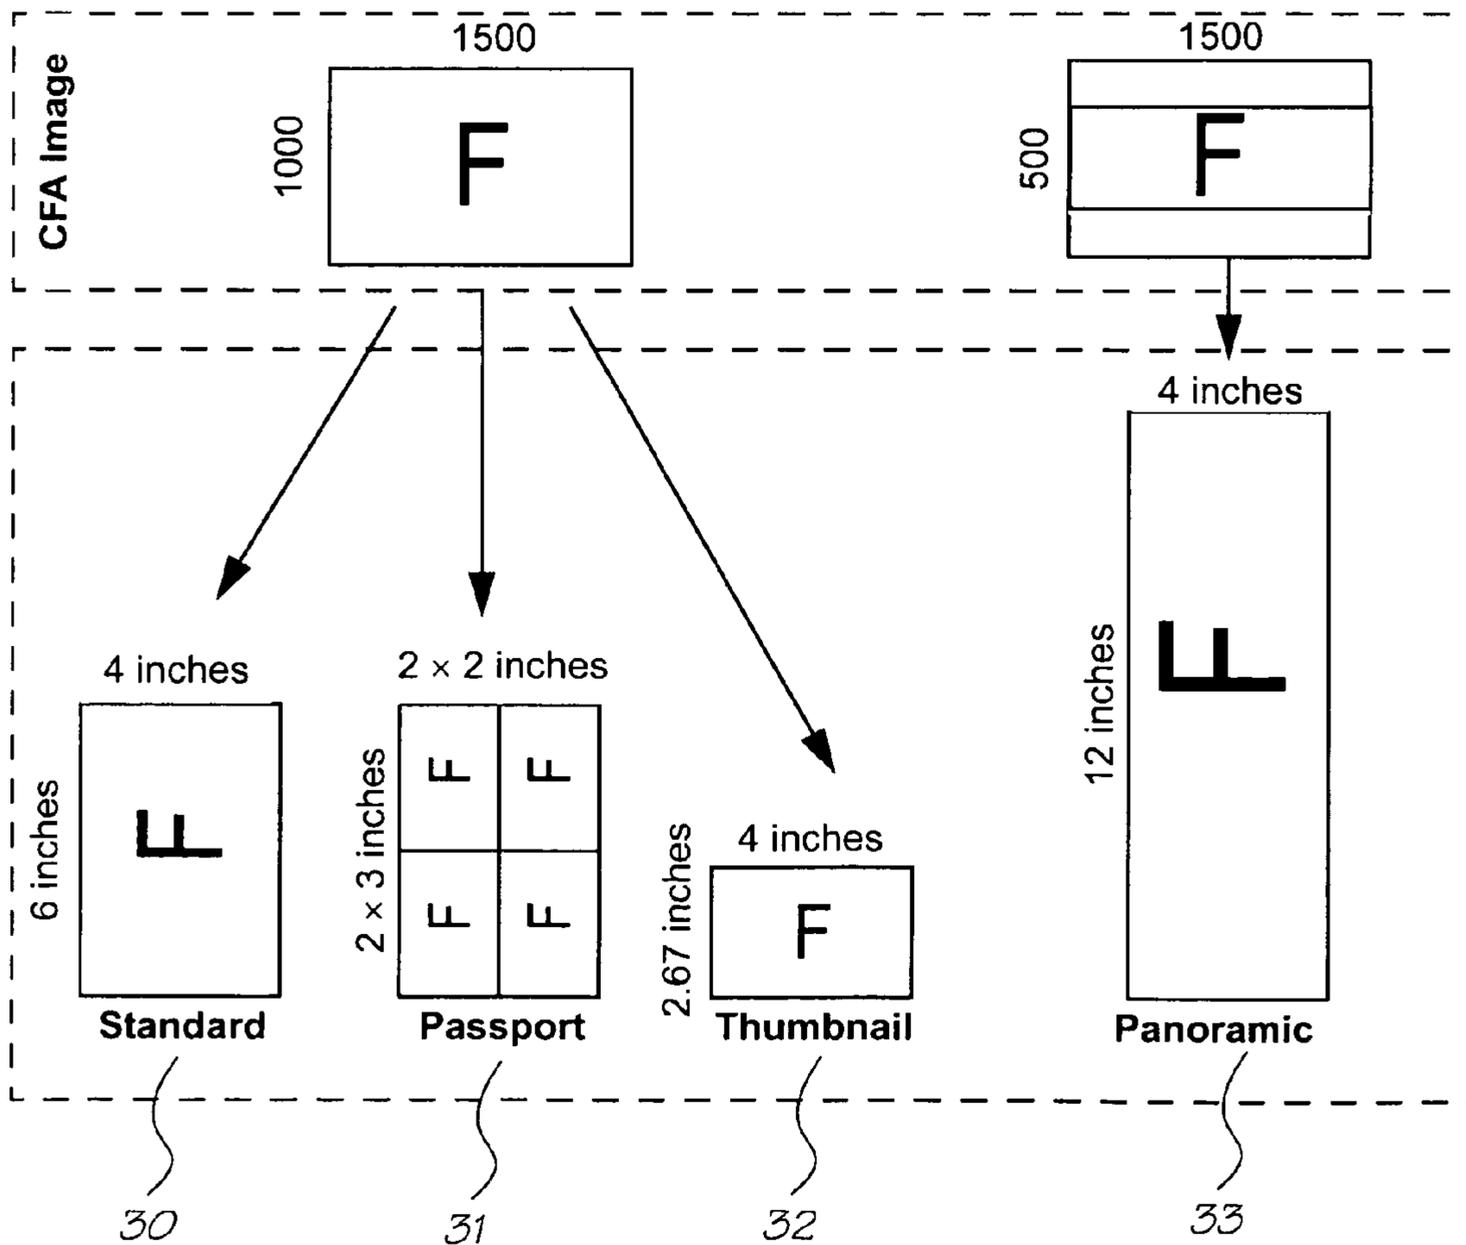 CFA Image
1500
1000
F
1500
500
F
4 inches
6 inches
F
Standard
2 × 2 inches
2 × 3 inches
F F
F F
Passport
4 inches
2.67 inches
F
Thumbnail
4 inches
12 inches
F
Panoramic
30 31 32 33